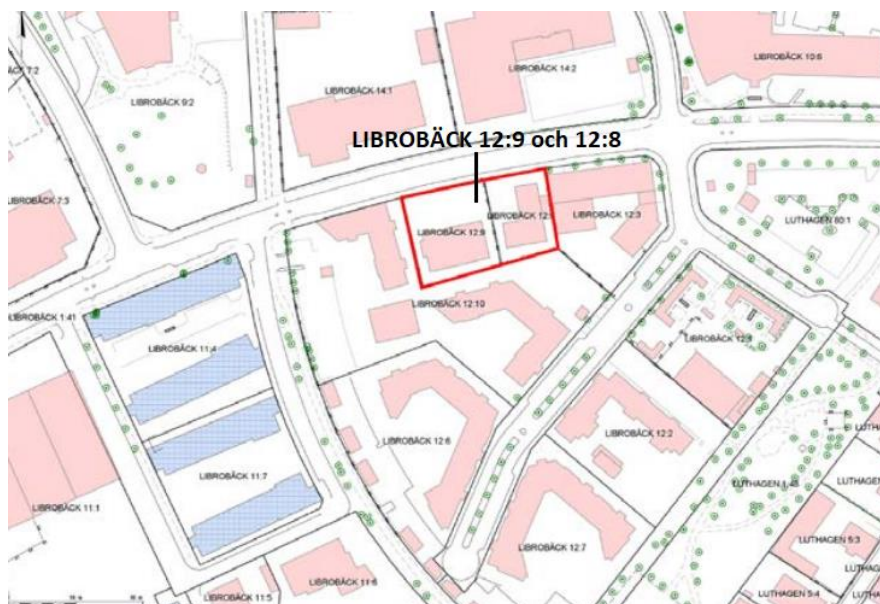 LIBROBÄCK 10:6
LIBROBÄCK 14:2
LIBROBÄCK 14:1
LIBROBÄCK 9:2
LIBROBÄCK 12:9 och 12:8
LIBROBÄCK 7:3
LIBROBÄCK 12:3
LIBROBÄCK 12:9
LUTHAGEN 60:1
LIBROBÄCK 12:10
LIBROBÄCK 1:41
LIBROBÄCK 11:4
LIBROBÄCK 12:6
LIBROBÄCK 12:2
LIBROBÄCK 11:7
LIBROBÄCK 11:1
LUTHAGEN 5:3
LIBROBÄCK 12:7
LIBROBÄCK 11:6
LIBROBÄCK 11:5
LUTHAGEN 5:4